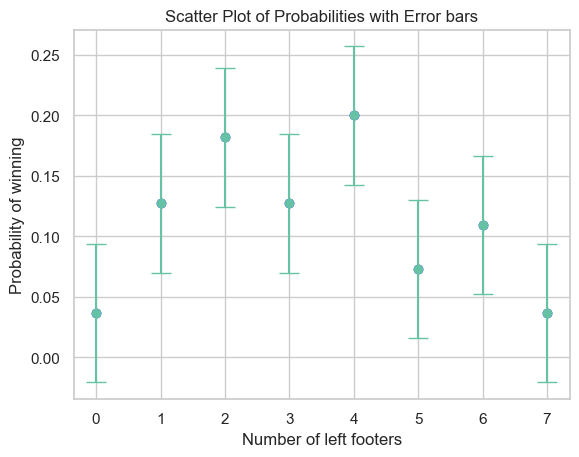 Scatter Plot of Probabilities with Error bars
Probability of winning
0.25
0.20
0.15
0.10
0.05
0.00
0 1 2 3 4 5 6 7
Number of left footers